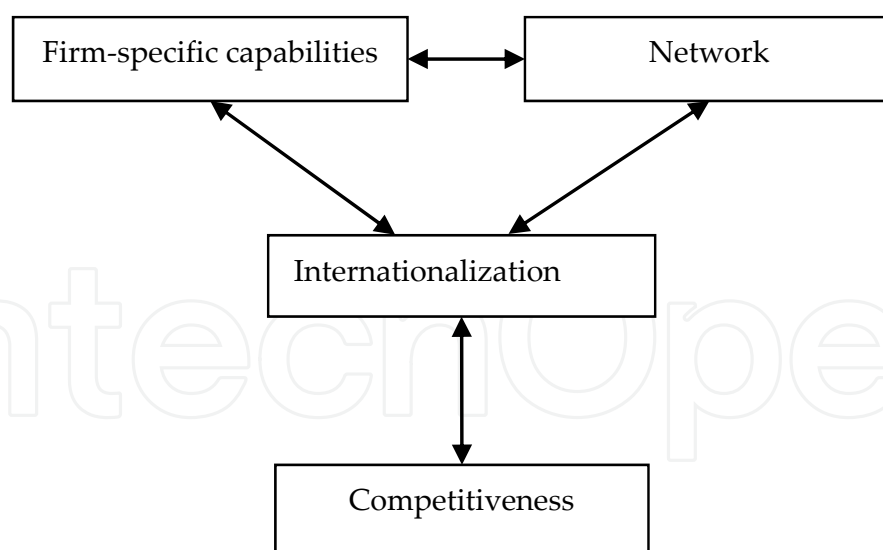 Firm-specific capabilities
Network
Internationalization
Competitiveness